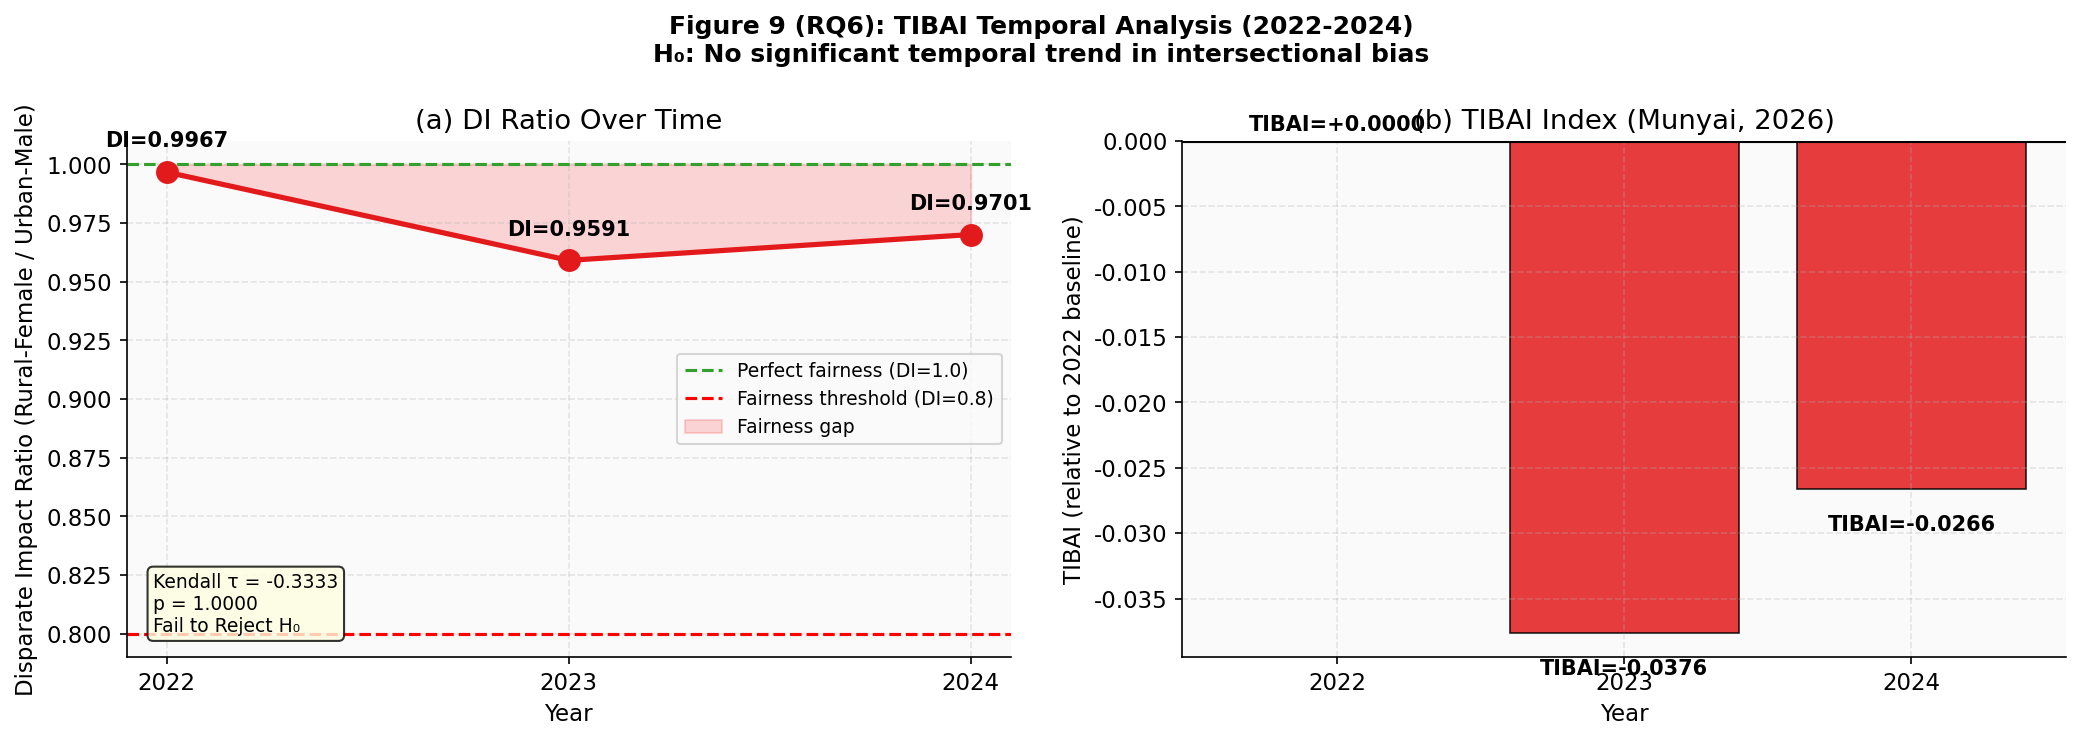 Figure 9 (RQ6): TIBAI Temporal Analysis (2022-2024)
H₀: No significant temporal trend in intersectional bias
(a) DI Ratio Over Time
Disparate Impact Ratio (Rural-Female / Urban-Male)
1.000
0.975
0.950
0.925
0.900
0.875
0.850
0.825
0.800
DI=0.9967
DI=0.9591
DI=0.9701
Perfect fairness (DI=1.0)
Fairness threshold (DI=0.8)
Fairness gap
Kendall τ = -0.3333
p = 1.0000
Fail to Reject H₀
2022
2023
2024
Year
(b) TIBAI Index (Munyai, 2026)
TIBAI (relative to 2022 baseline)
0.000
-0.005
-0.010
-0.015
-0.020
-0.025
-0.030
-0.035
TIBAI=+0.0000
TIBAI=-0.0376
TIBAI=-0.0266
2022
2023
2024
Year